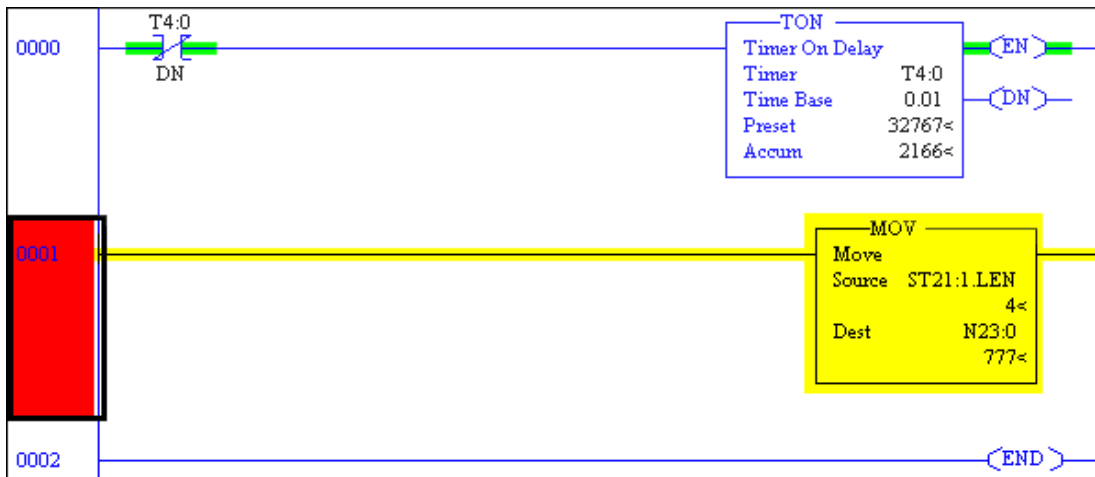 T4:0
0000
DN
TON
Timer On Delay
Timer T4:0
Time Base 0.01
Preset 32767<
Accum 2166<
EN
DN
0001
MOV
Move
Source ST21:1.LEN
4<
Dest N23:0
777<
0002
END